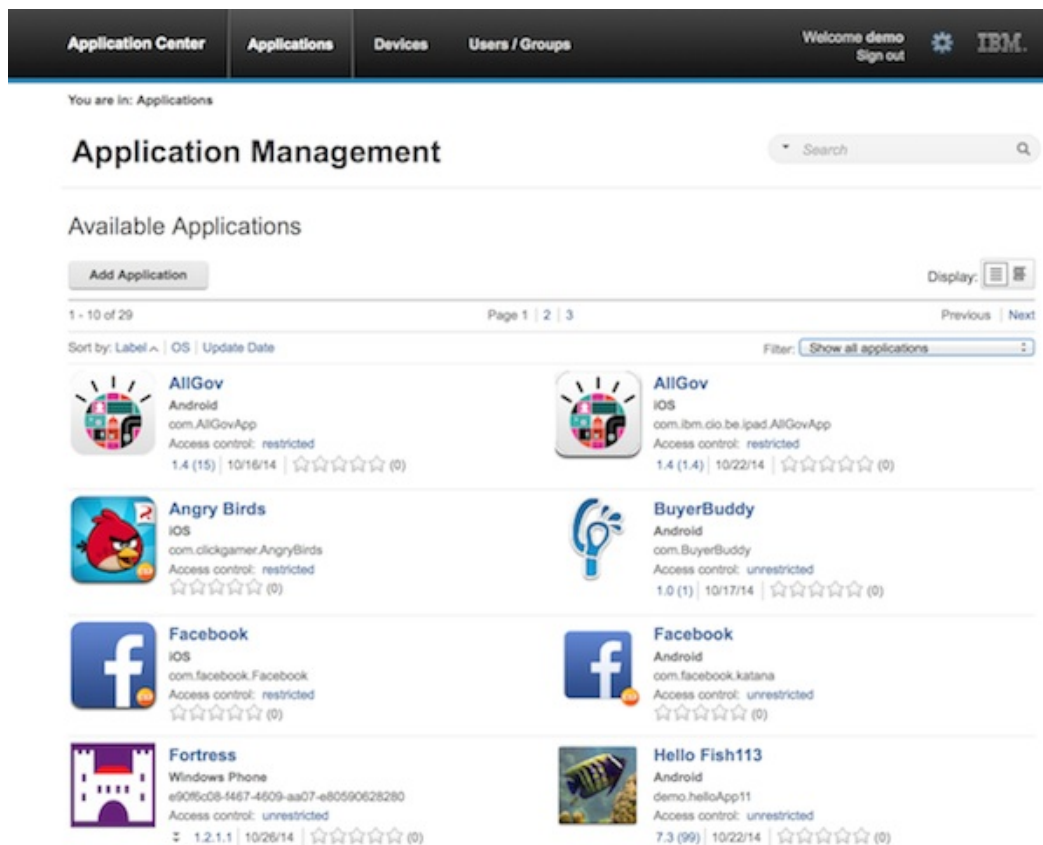 Application Center Applications Devices Users / Groups Welcome demo IBM.
Sign out
You are in: Applications
Application Management
Search
Available Applications
Add Application Display:
1 - 10 of 29 Page 1 | 2 | 3 Previous | Next
Sort by: Label | OS | Update Date Filter: Show all applications
AllGov
Android
com.AllGovApp
Access control: restricted
1.4 (15) | 10/16/14 | (0)
AllGov
iOS
com.ibm.cio.be.ipad.AllGovApp
Access control: restricted
1.4 (1.4) | 10/22/14 | (0)
Angry Birds
iOS
com.clickgamer.AngryBirds
Access control: restricted
(0)
BuyerBuddy
Android
com.BuyerBuddy
Access control: unrestricted
1.0 (1) | 10/17/14 | (0)
Facebook
iOS
com.facebook.Facebook
Access control: restricted
(0)
Facebook
Android
com.facebook.katana
Access control: unrestricted
(0)
Fortress
Windows Phone
e90f6c08-f467-4609-aa07-e80590628280
Access control: unrestricted
1.2.1.1 | 10/26/14 | (0)
Hello Fish113
Android
demo.helloApp11
Access control: unrestricted
7.3 (99) | 10/22/14 | (0)